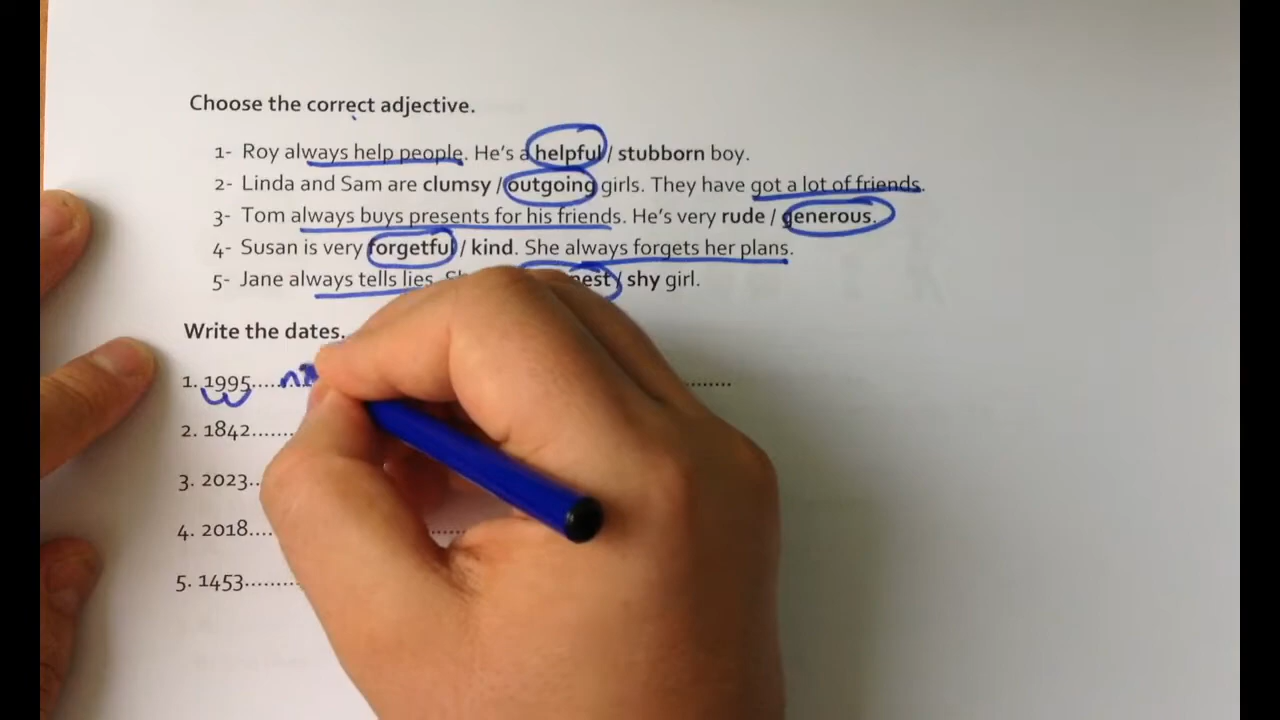 Choose the correct adjective.
1- Roy always help people. He's a helpful / stubborn boy.
2- Linda and Sam are clumsy / outgoing girls. They have got a lot of friends.
3- Tom always buys presents for his friends. He's very rude / generous.
4- Susan is very forgetful / kind. She always forgets her plans.
5- Jane always tells lies. / shy girl.
Write the dates.
1. 1995..... ni ........
2. 1842.......
3. 2023..
4. 2018.... .....
5. 1453.........